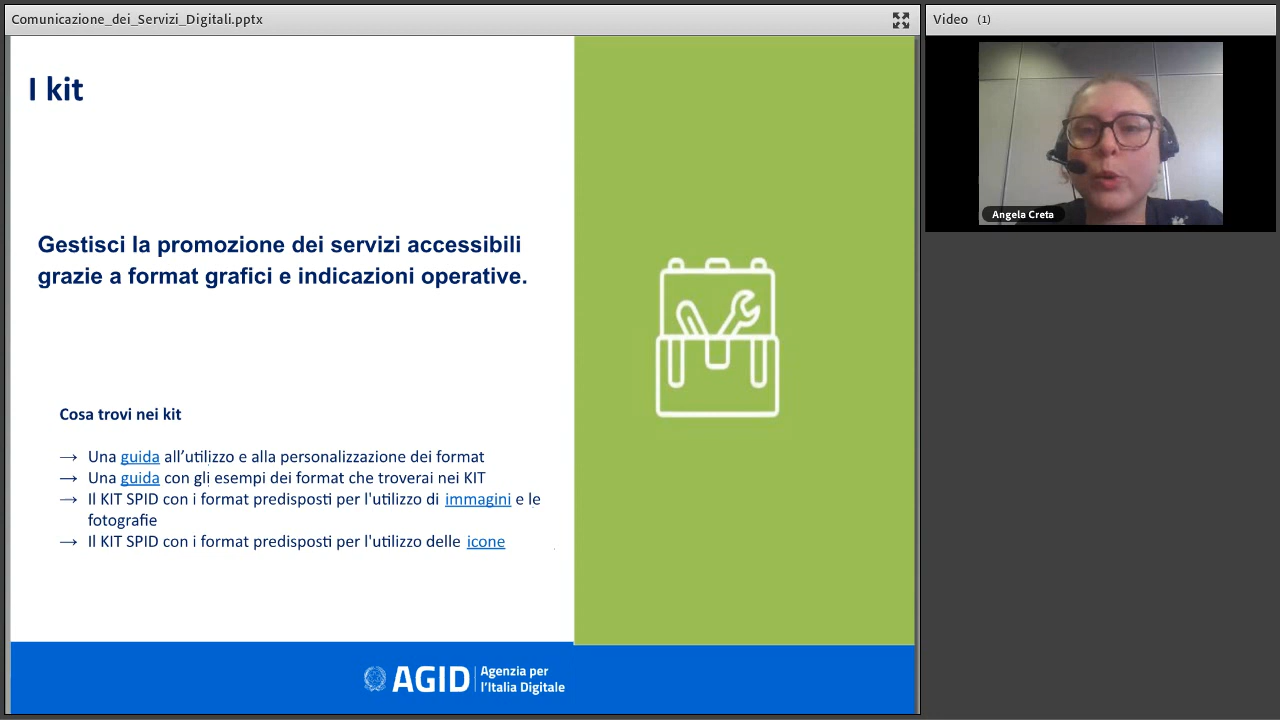 Comunicazione_dei_Servizi_Digitali.pptx
Video (1)
I kit
Gestisci la promozione dei servizi accessibili
grazie a format grafici e indicazioni operative.
Cosa trovi nei kit
→ Una guida all’utilizzo e alla personalizzazione dei format
→ Una guida con gli esempi dei format che troverai nei KIT
→ Il KIT SPID con i format predisposti per l'utilizzo di immagini e le
fotografie
→ Il KIT SPID con i format predisposti per l'utilizzo delle icone
AGID
Agenzia per
l’Italia Digitale
Angela Creta